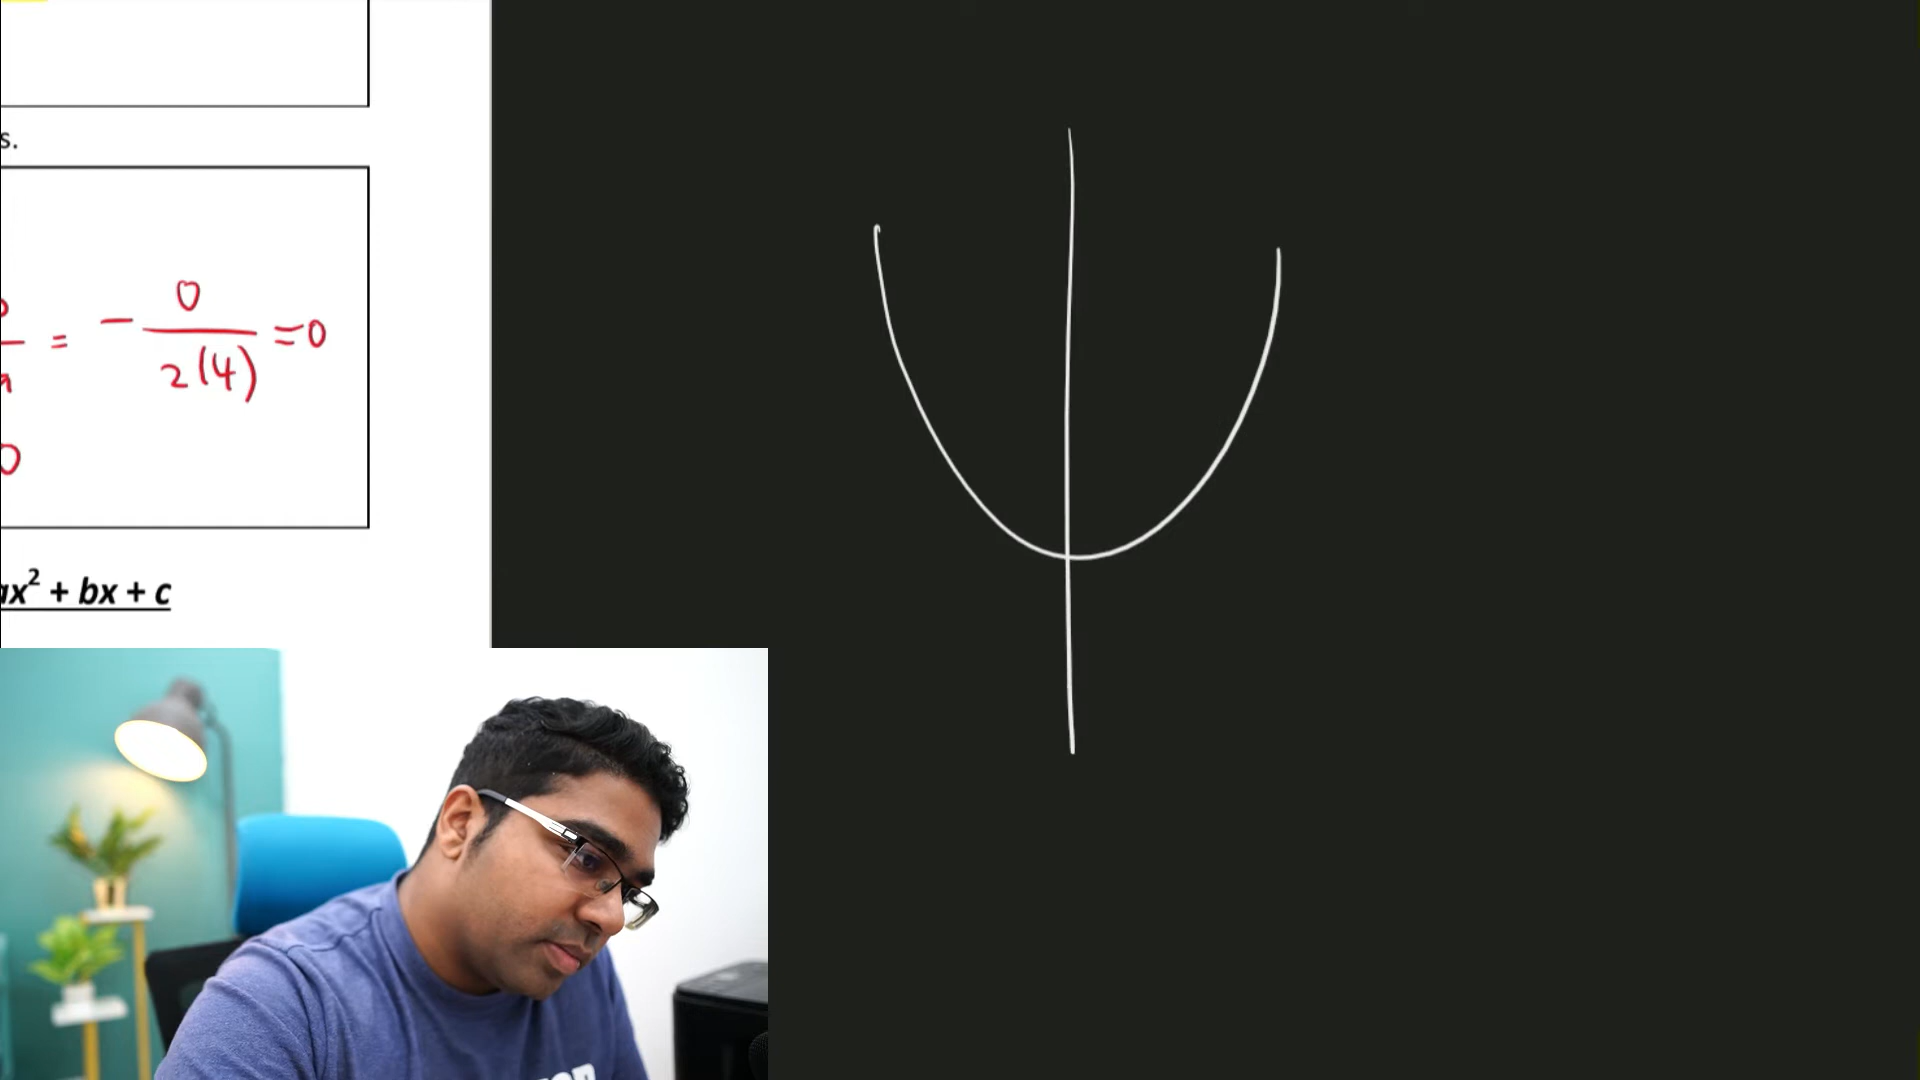 s.
= - 0 / 2(4) = 0
0
ax² + bx + c